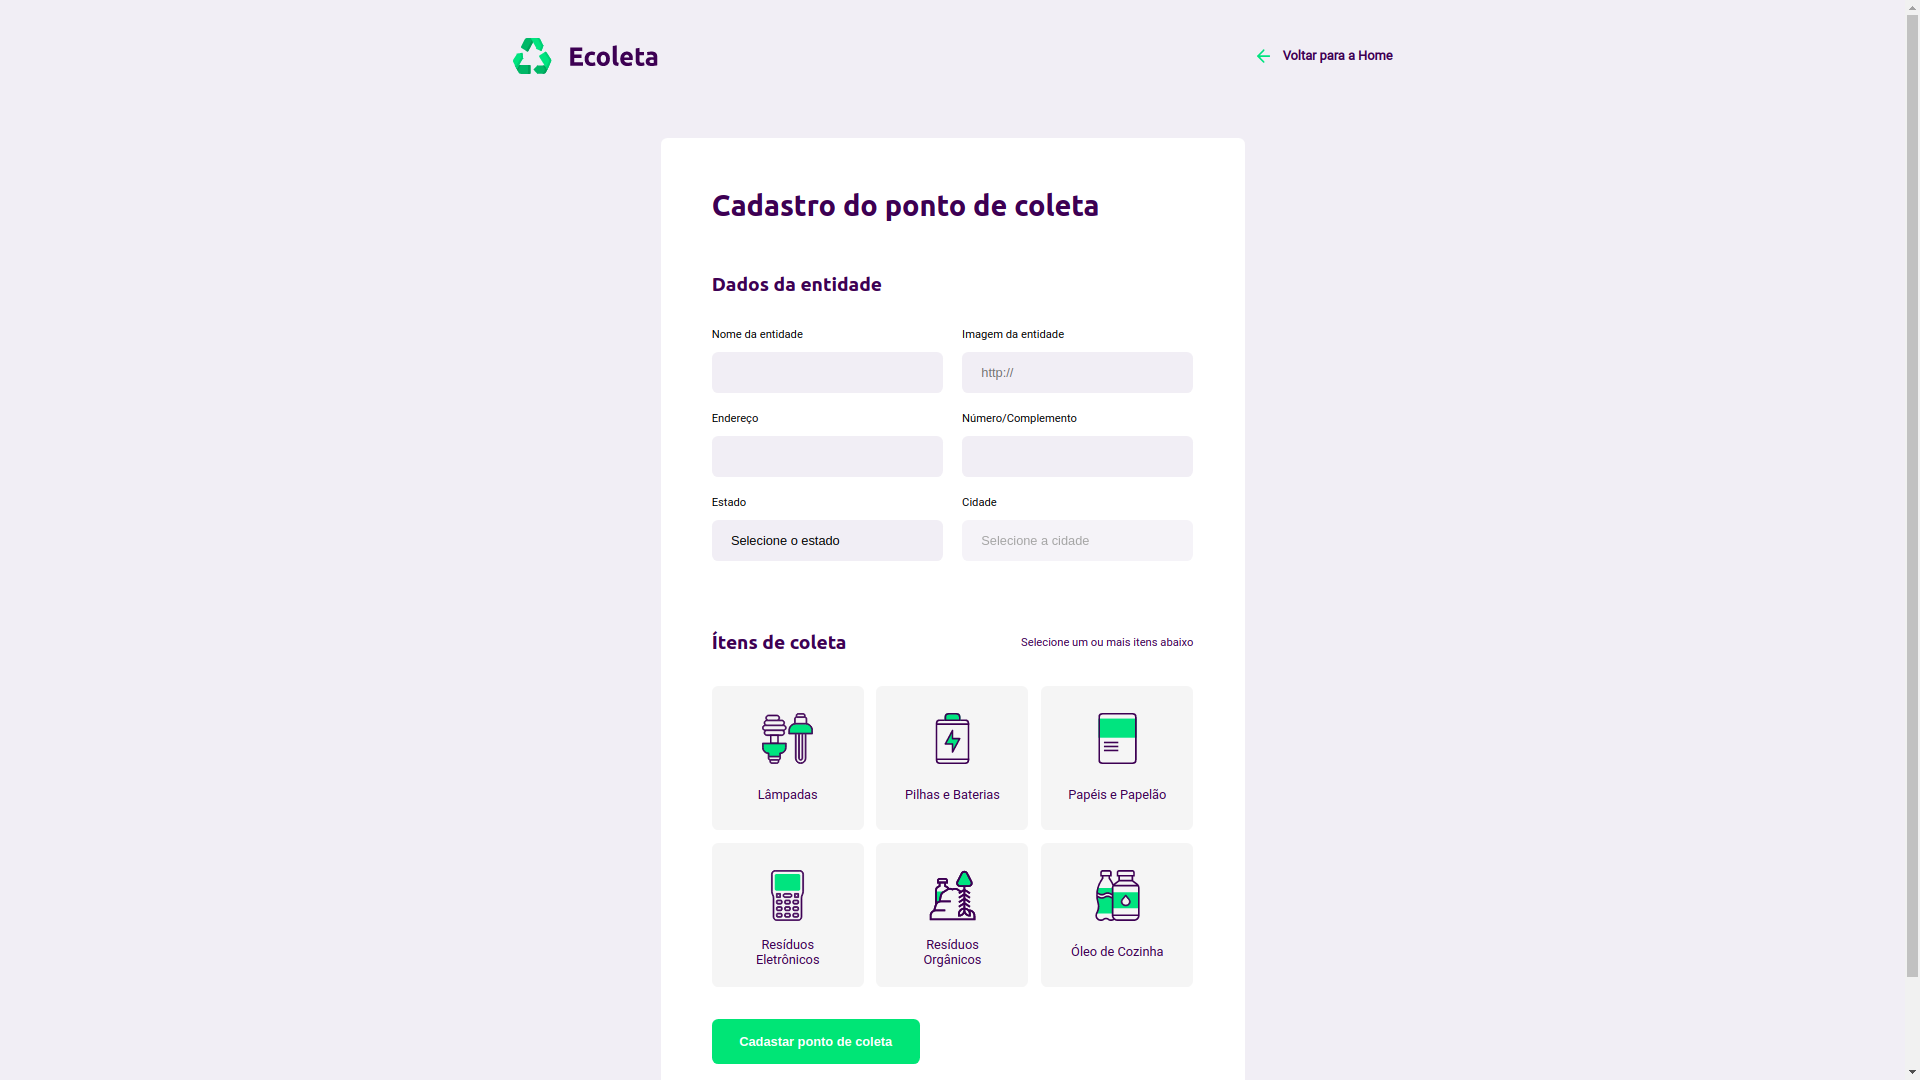 Ecoleta
Voltar para a Home
Cadastro do ponto de coleta
Dados da entidade
Nome da entidade
Imagem da entidade
http://
Endereço
Número/Complemento
Estado
Cidade
Selecione o estado
Selecione a cidade
Ítens de coleta
Selecione um ou mais itens abaixo
Lâmpadas
Pilhas e Baterias
Papéis e Papelão
Resíduos
Eletrônicos
Resíduos
Orgânicos
Óleo de Cozinha
Cadastar ponto de coleta